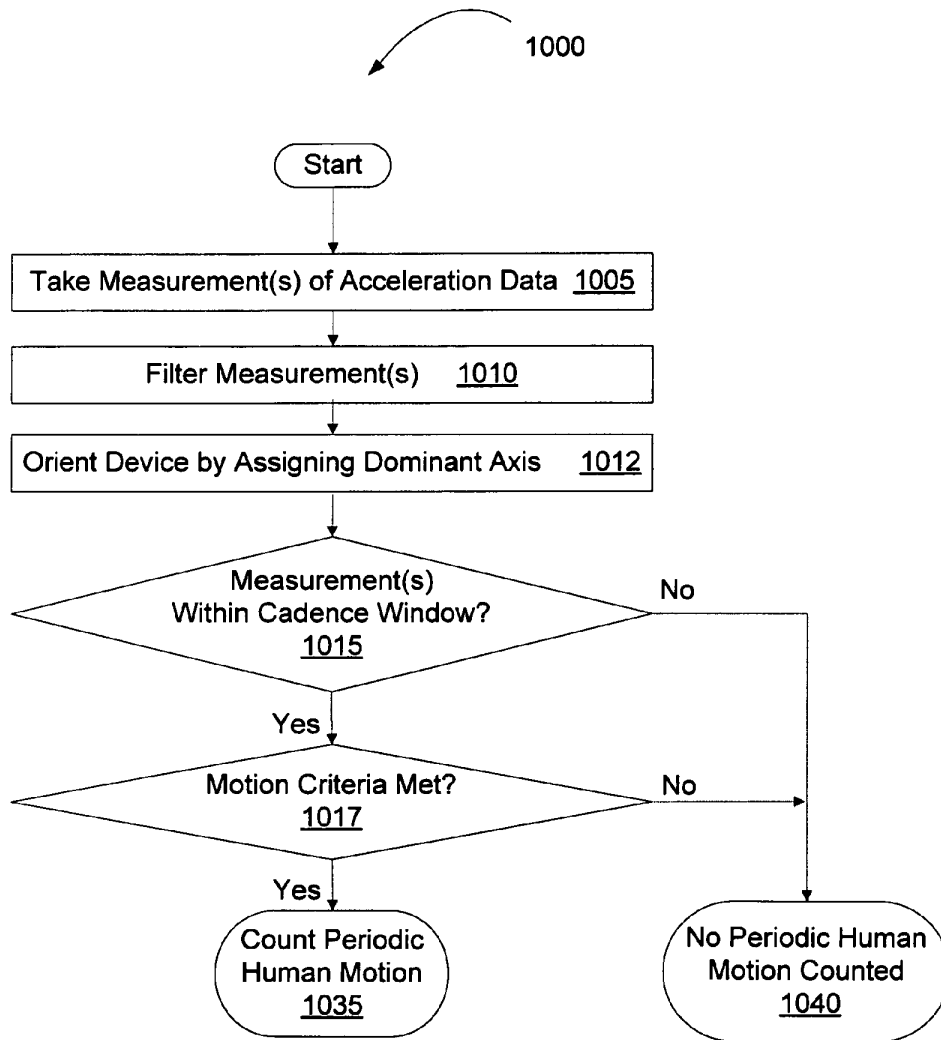 1000
Start
Take Measurement(s) of Acceleration Data 1005
Filter Measurement(s) 1010
Orient Device by Assigning Dominant Axis 1012
Measurement(s)
Within Cadence Window?
1015
No
Yes
Motion Criteria Met?
1017
No
Yes
Count Periodic
Human Motion
1035
No Periodic Human
Motion Counted
1040